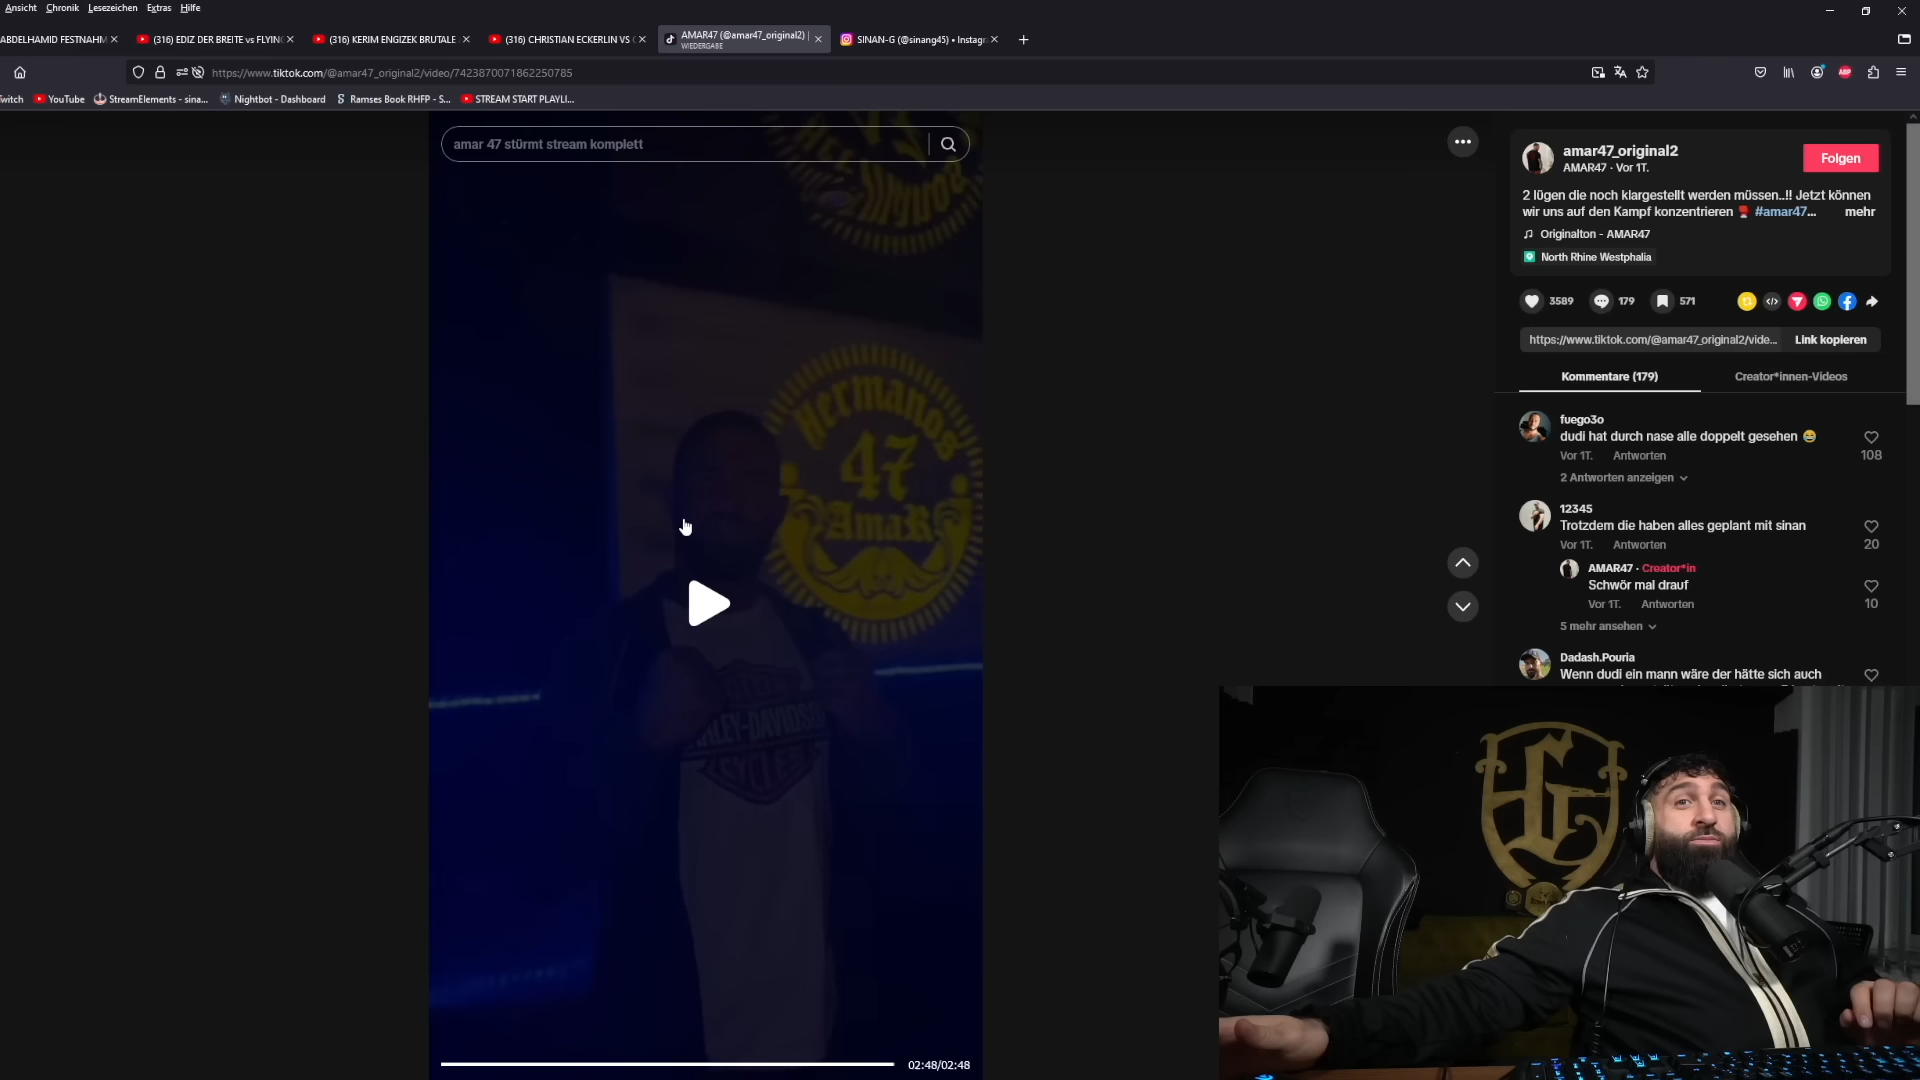 Ansicht Chronik Lesezeichen Extras Hilfe
ABDELHAMID FESTNAHM
(316) EDIZ DER BREITE vs FLYIN
(316) KERIM ENGIZEK BRUTALE
(316) CHRISTIAN ECKERLIN VS
AMAR47 (@amar47_original2) |
WIEDERGABE
SINAN-G (@sinang45) • Instagr
https://www.tiktok.com/@amar47_original2/video/7423870071862250785
witch YouTube StreamElements - sina... Nightbot - Dashboard Ramses Book RHFP - S... STREAM START PLAYLI...
amar 47 stürmt stream komplett
Hermanos
47
AmaR
HARLEY-DAVIDSON
CYCLES
02:48/02:48
amar47_original2
AMAR47 · Vor 1T.
Folgen
2 lügen die noch klargestellt werden müssen..!! Jetzt können
wir uns auf den Kampf konzentrieren 🥊 #amar47... mehr
Originalton - AMAR47
North Rhine Westphalia
3589 179 571
https://www.tiktok.com/@amar47_original2/vide... Link kopieren
Kommentare (179) Creator*innen-Videos
fuego3o
dudi hat durch nase alle doppelt gesehen 😂
Vor 1T. Antworten 108
2 Antworten anzeigen
12345
Trotzdem die haben alles geplant mit sinan
Vor 1T. Antworten 20
AMAR47 · Creator*in
Schwör mal drauf
Vor 1T. Antworten 10
5 mehr ansehen
Dadash.Pouria
Wenn dudi ein mann wäre der hätte sich auch